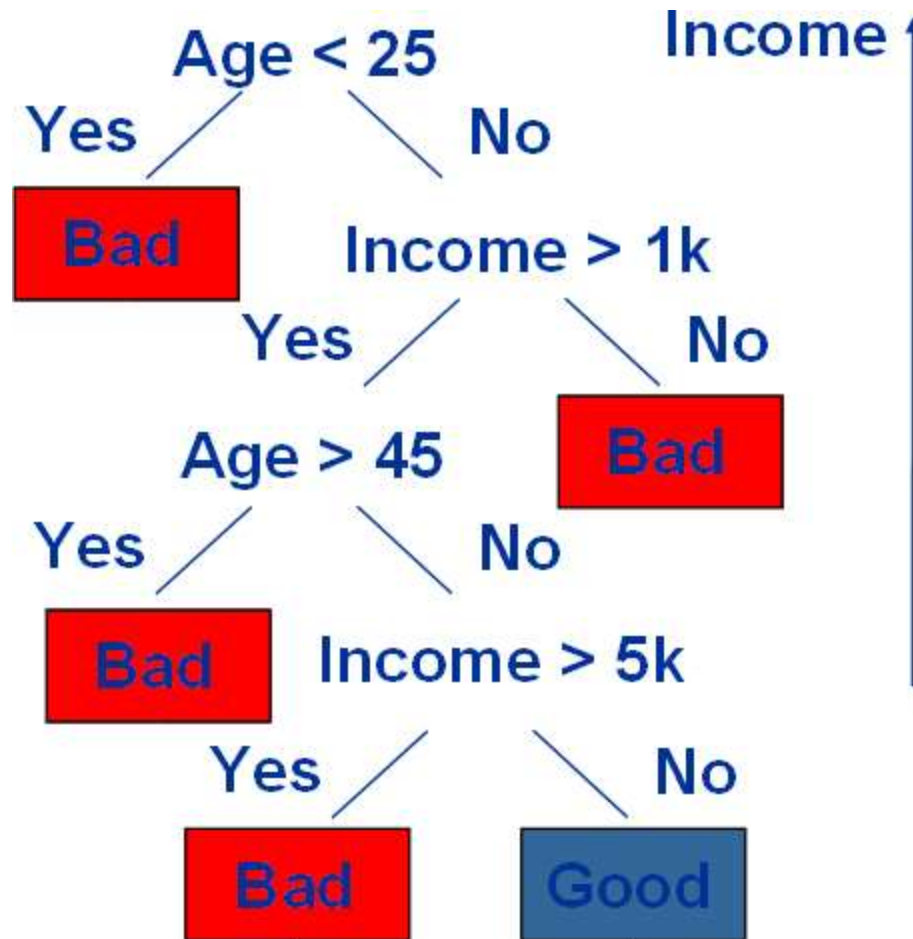 Age < 25
Income
Yes
No
Bad
Income > 1k
Yes
No
Age > 45
Bad
Yes
No
Bad
Income > 5k
Yes
No
Bad
Good